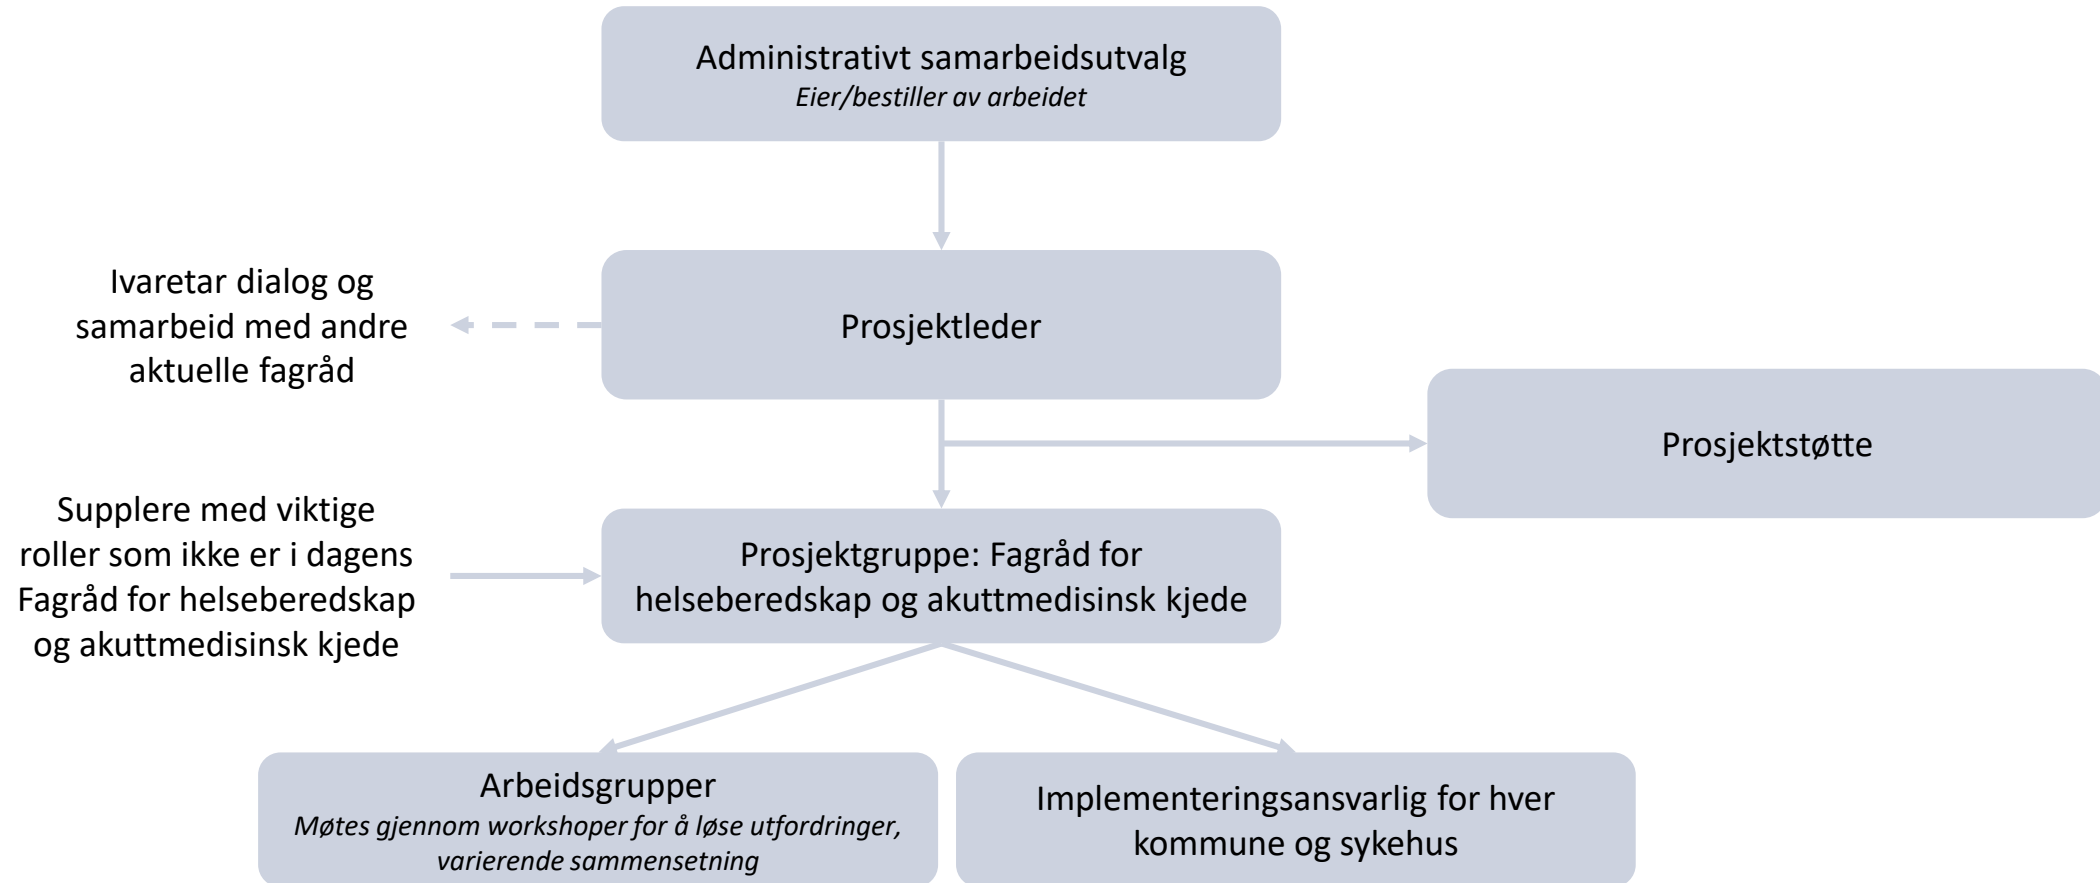 Administrativt samarbeidsutvalg
Eier/bestiller av arbeidet
Ivaretar dialog og
samarbeid med andre
aktuelle fagråd
Prosjektleder
Prosjektstøtte
Supplere med viktige
roller som ikke er i dagens
Fagråd for helseberedskap
og akuttmedisinsk kjede
Prosjektgruppe: Fagråd for
helseberedskap og akuttmedisinsk kjede
Arbeidsgrupper
Møtes gjennom workshoper for å løse utfordringer,
varierende sammensetning
Implementeringsansvarlig for hver
kommune og sykehus